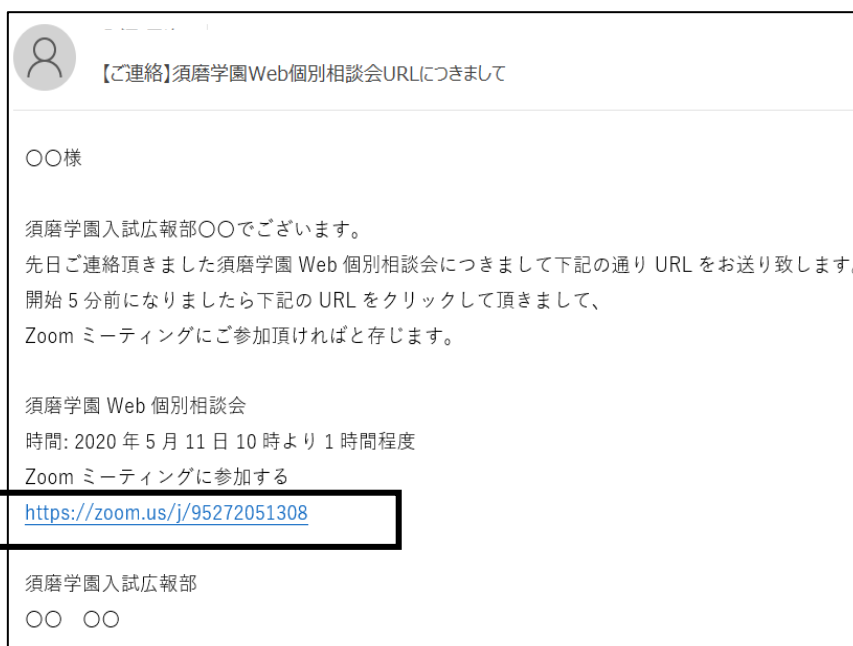 【ご連絡】須磨学園Web個別相談会URLにつきまして
〇〇様
須磨学園入試広報部〇〇でございます。
先日ご連絡頂きました須磨学園 Web 個別相談会につきまして下記の通り URL をお送り致します。
開始 5 分前になりましたら下記の URL をクリックして頂きまして、
Zoom ミーティングにご参加頂ければと存じます。
須磨学園 Web 個別相談会
時間: 2020 年 5 月 11 日 10 時より 1 時間程度
Zoom ミーティングに参加する
https://zoom.us/j/95272051308
須磨学園入試広報部
〇〇　〇〇